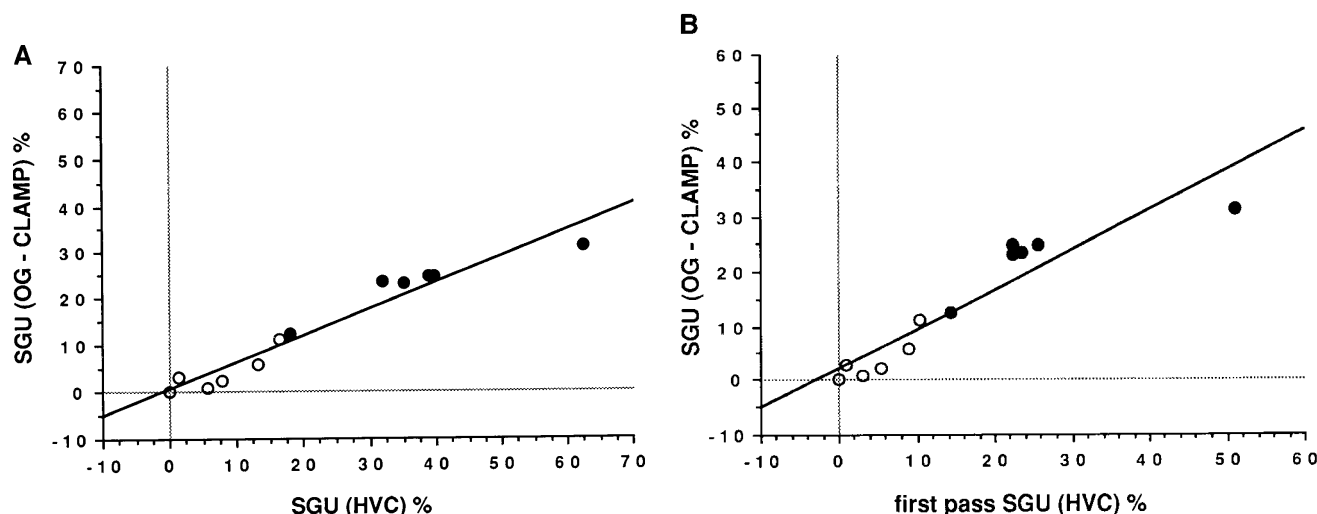 A
70
60
50
40
30
20
10
0
-10
SGU (OG - CLAMP) %
-10 0 10 20 30 40 50 60 70
SGU (HVC) %
B
60
50
40
30
20
10
0
-10
SGU (OG - CLAMP) %
-10 0 10 20 30 40 50 60
first pass SGU (HVC) %